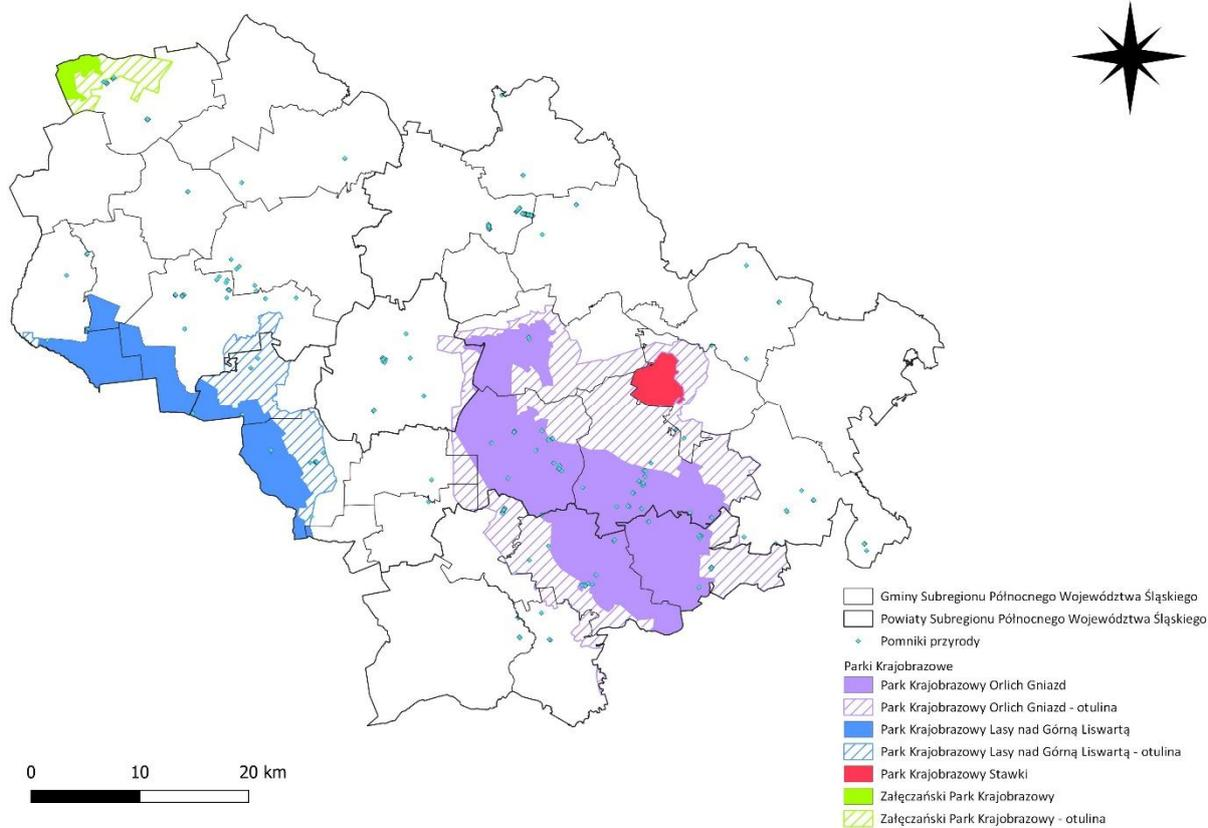 Gminy Subregionu Północnego Województwa Śląskiego
Powiaty Subregionu Północnego Województwa Śląskiego
Pomniki przyrody
Parki Krajobrazowe
Park Krajobrazowy Orlich Gniazd
Park Krajobrazowy Orlich Gniazd - otulina
Park Krajobrazowy Lasy nad Górną Liswartą
Park Krajobrazowy Lasy nad Górną Liswartą - otulina
Park Krajobrazowy Stawki
Załęczański Park Krajobrazowy
Załęczański Park Krajobrazowy - otulina
0 10 20 km